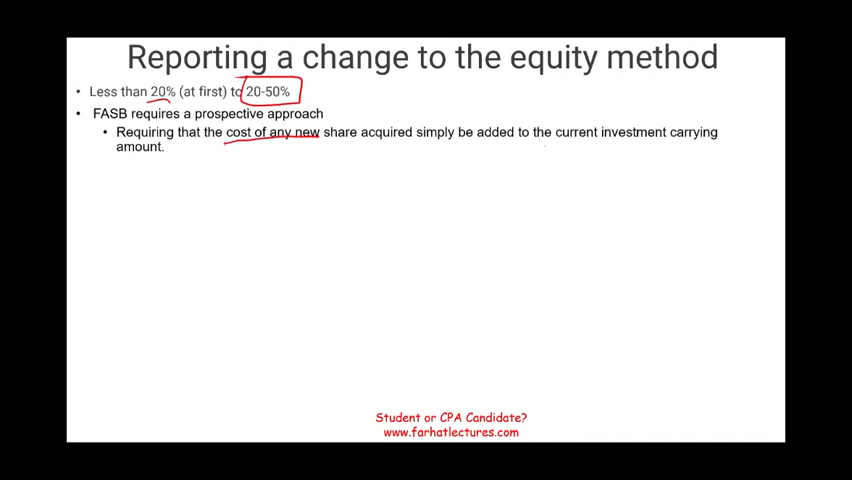 Reporting a change to the equity method
• Less than 20% (at first) to 20-50%
• FASB requires a prospective approach
• Requiring that the cost of any new share acquired simply be added to the current investment carrying
amount.
Student or CPA Candidate?
www.farhatlectures.com